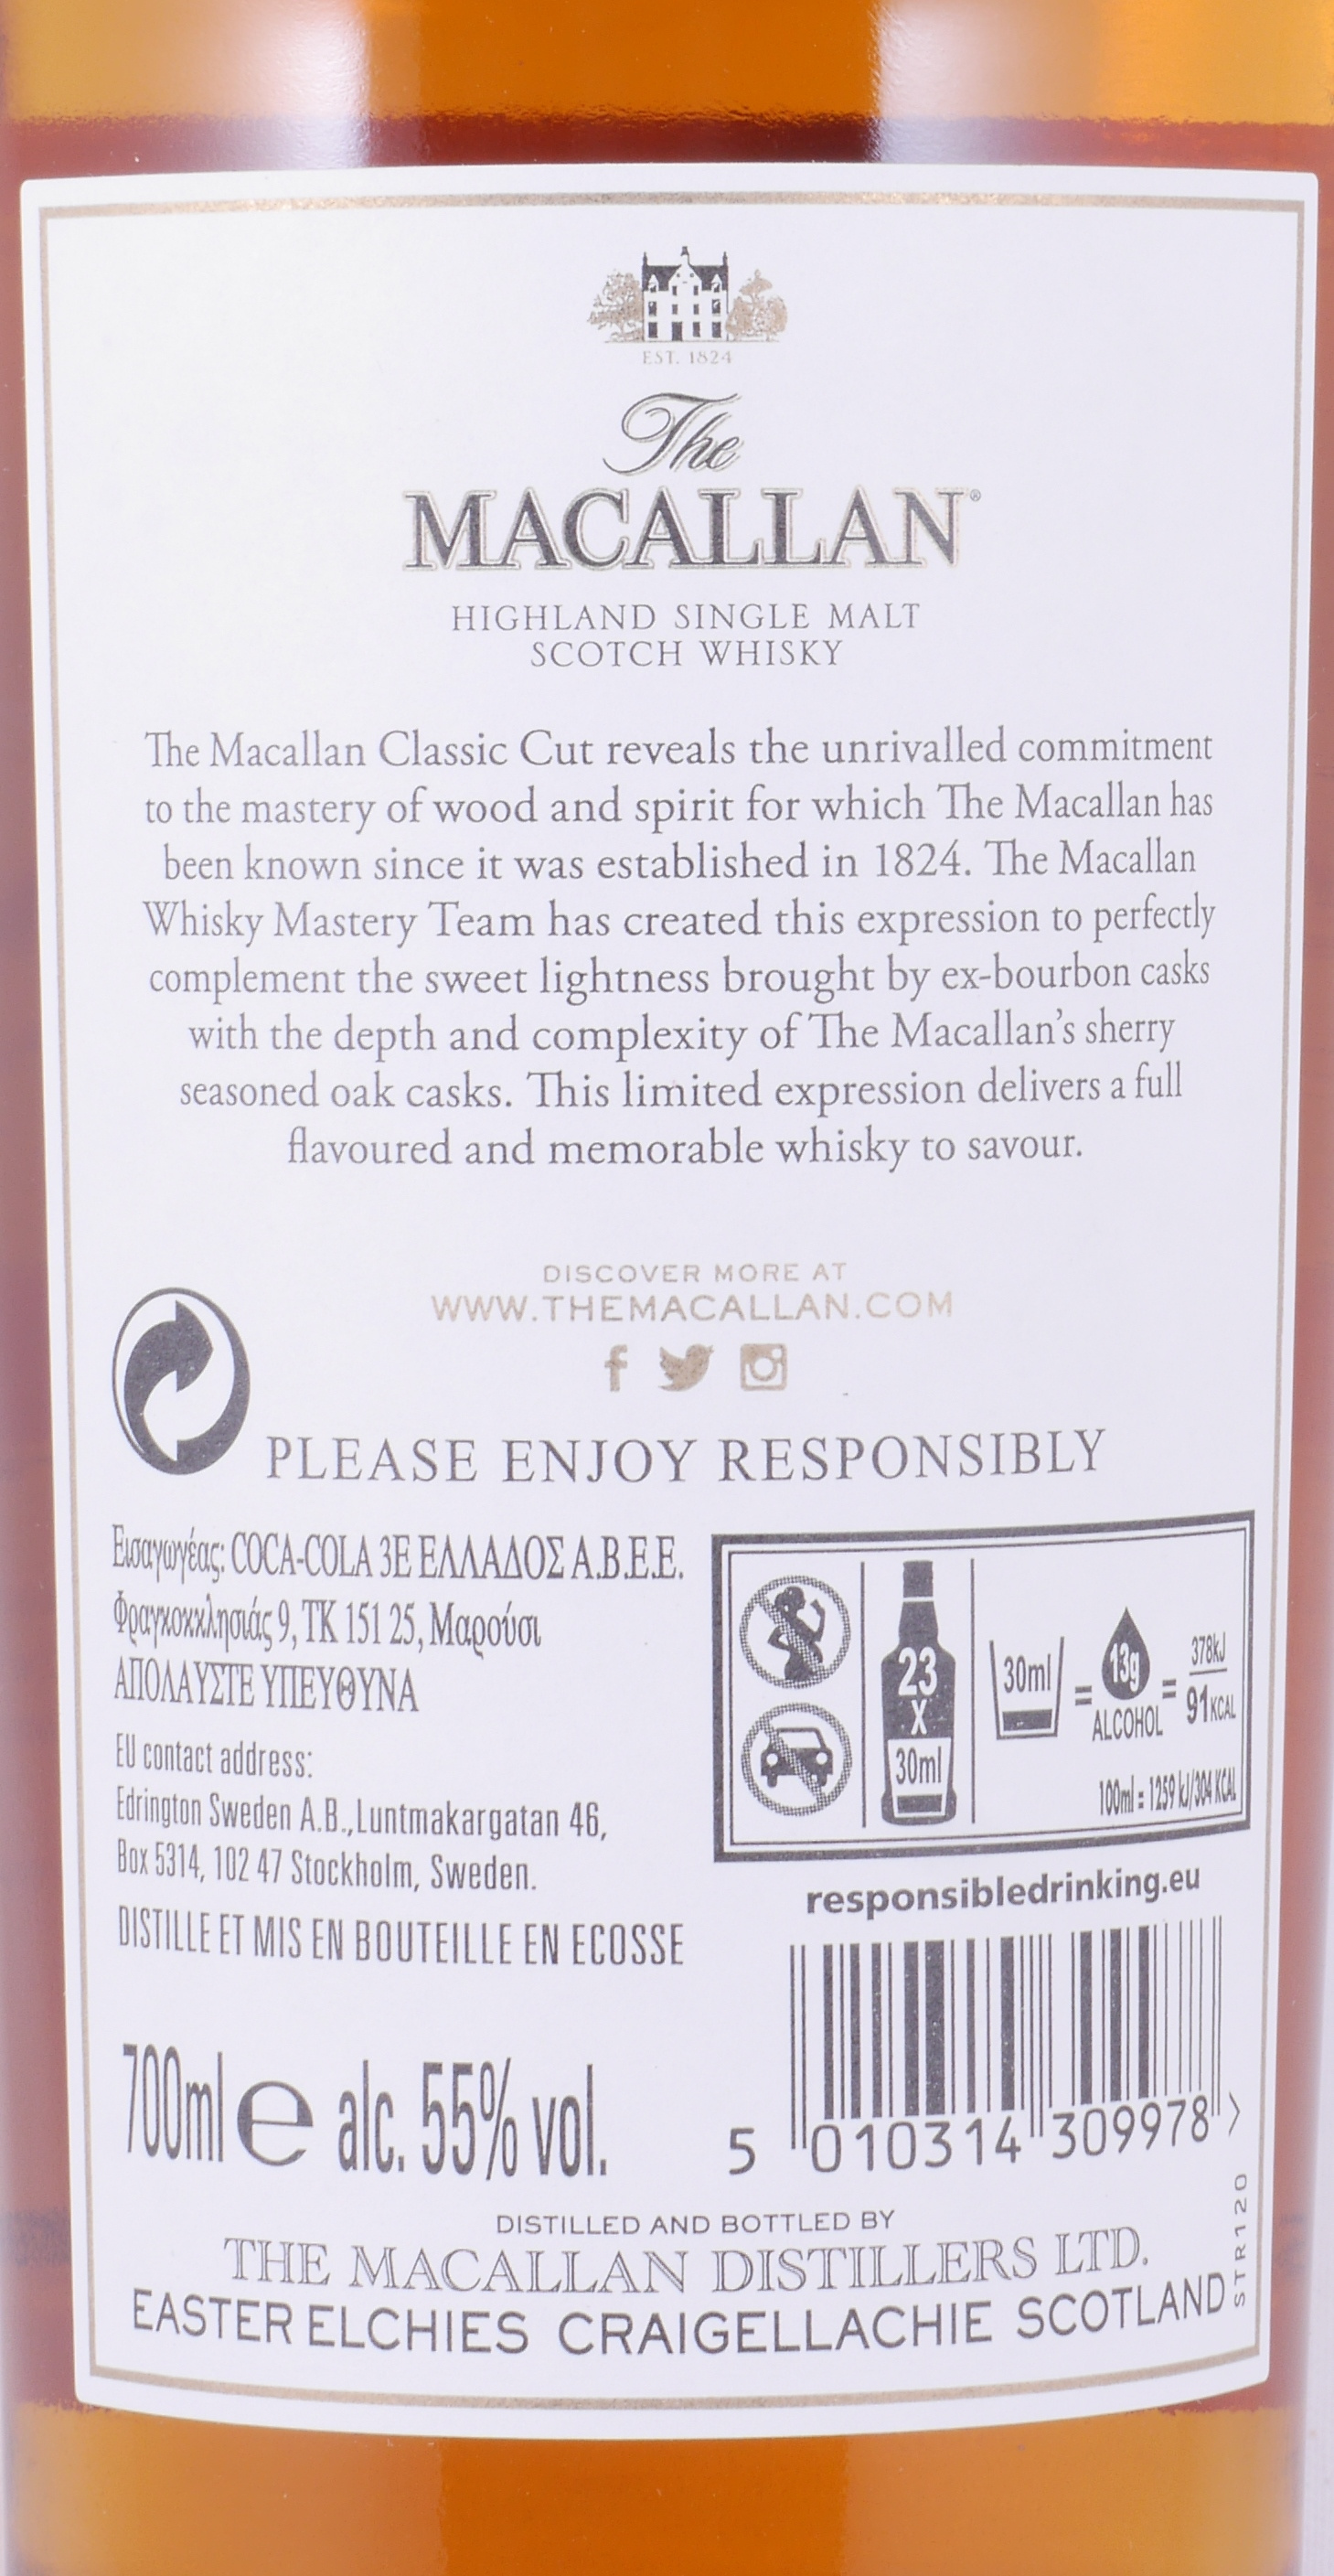 EST. 1824
The
MACALLAN®
HIGHLAND SINGLE MALT
SCOTCH WHISKY
The Macallan Classic Cut reveals the unrivalled commitment
to the mastery of wood and spirit for which The Macallan has
been known since it was established in 1824. The Macallan
Whisky Mastery Team has created this expression to perfectly
complement the sweet lightness brought by ex-bourbon casks
with the depth and complexity of The Macallan's sherry
seasoned oak casks. This limited expression delivers a full
flavoured and memorable whisky to savour.
DISCOVER MORE AT
WWW.THEMACALLAN.COM
PLEASE ENJOY RESPONSIBLY
Εισαγωγέας: COCA-COLA 3E ΕΛΛΑΔΟΣ Α.Β.Ε.Ε.
Φραγκοκκλησιάς 9, ΤΚ 151 25, Μαρούσι
ΑΠΟΛΑΥΣΤΕ ΥΠΕΥΘΥΝΑ
EU contact address:
Edrington Sweden A.B.,Luntmakargatan 46,
Box 5314, 102 47 Stockholm, Sweden.
DISTILLE ET MIS EN BOUTEILLE EN ECOSSE
23
X
30ml
30ml = 13g ALCOHOL = 378kJ 91KCAL
100ml = 1259 kJ/304 KCAL
responsibledrinking.eu
700ml e alc. 55% vol.
5 010314 309978 >
STR120
DISTILLED AND BOTTLED BY
THE MACALLAN DISTILLERS LTD.
EASTER ELCHIES CRAIGELLACHIE SCOTLAND